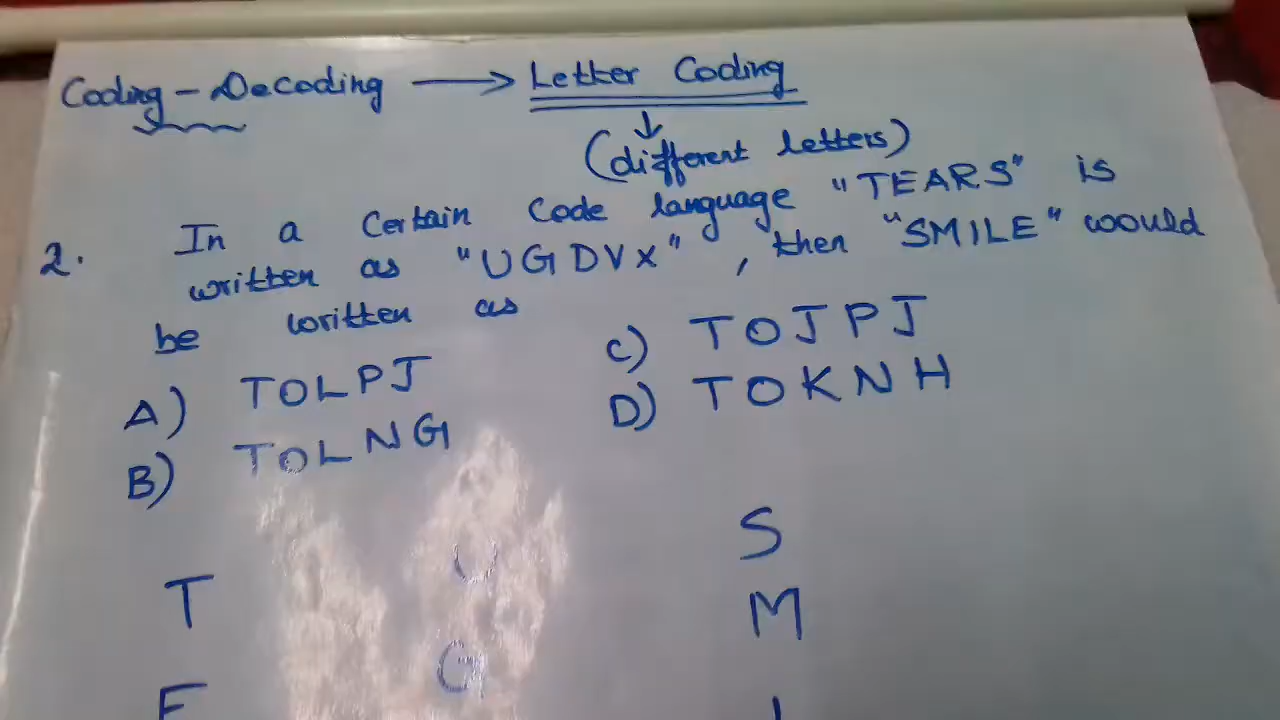 Coding - Decoding → Letter Coding
(different letters)
2. In a Certain Code language "TEARS" is
written as "UGDVX", then "SMILE" would
be written as
A) TOLPJ
B) TOLNG
C) TOJPJ
D) TOKNH
T U S
G M
E I